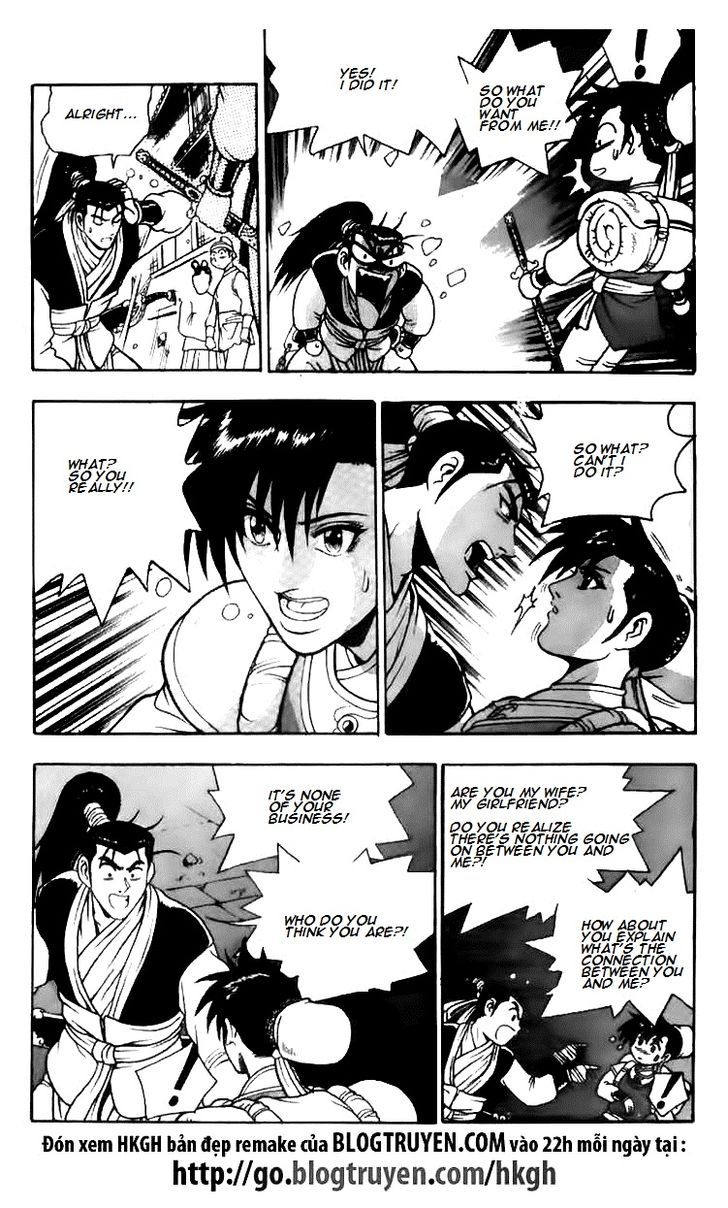 ALRIGHT...
YES!
I DID IT!
SO WHAT
DO YOU
WANT
FROM ME!!
!
WHAT?
SO YOU
REALLY!!
SO WHAT?
CAN'T I
DO IT?
IT'S NONE
OF YOUR
BUSINESS!
WHO DO YOU
THINK YOU ARE?!
!
ARE YOU MY WIFE?
MY GIRLFRIEND?
DO YOU REALIZE
THERE'S NOTHING GOING
ON BETWEEN YOU AND
ME?!
HOW ABOUT
YOU EXPLAIN
WHAT'S THE
CONNECTION
BETWEEN YOU
AND ME?
!
Đón xem HKGH bản đẹp remake của BLOGTRUYEN.COM vào 22h mỗi ngày tại :
http://go.blogtruyen.com/hkgh